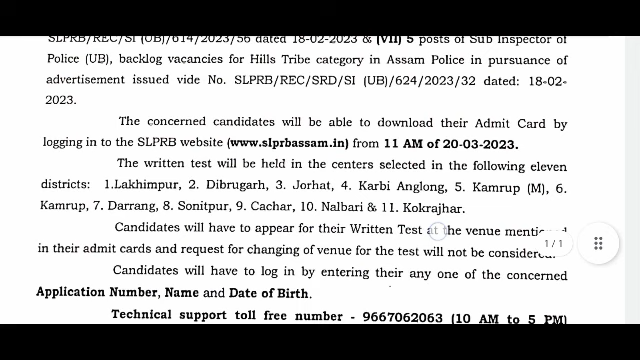 SLPRB/REC/SI (UB)/614/2023/56 dated 18-02-2023 & (VII) 5 posts of Sub Inspector of
Police (UB), backlog vacancies for Hills Tribe category in Assam Police in pursuance of
advertisement issued vide No. SLPRB/REC/SRD/SI (UB)/624/2023/32 dated: 18-02-
2023.
The concerned candidates will be able to download their Admit Card by
logging in to the SLPRB website (www.slprbassam.in) from 11 AM of 20-03-2023.
The written test will be held in the centers selected in the following eleven
districts: 1.Lakhimpur, 2. Dibrugarh, 3. Jorhat, 4. Karbi Anglong, 5. Kamrup (M), 6.
Kamrup, 7. Darrang, 8. Sonitpur, 9. Cachar, 10. Nalbari & 11. Kokrajhar.
Candidates will have to appear for their Written Test at the venue mentioned
in their admit cards and request for changing of venue for the test will not be considered.
1/1
Candidates will have to log in by entering their any one of the concerned
Application Number, Name and Date of Birth.
Technical support toll free number - 9667062063 (10 AM to 5 PM)